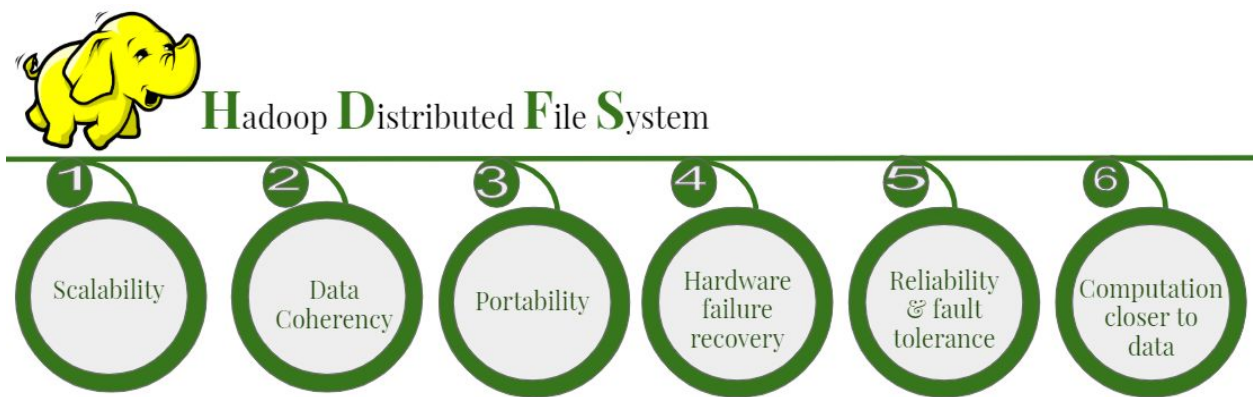 Hadoop Distributed File System
1
2
3
4
5
6
Scalability
Data
Coherency
Portability
Hardware
failure
recovery
Reliability
& fault
tolerance
Computation
closer to
data